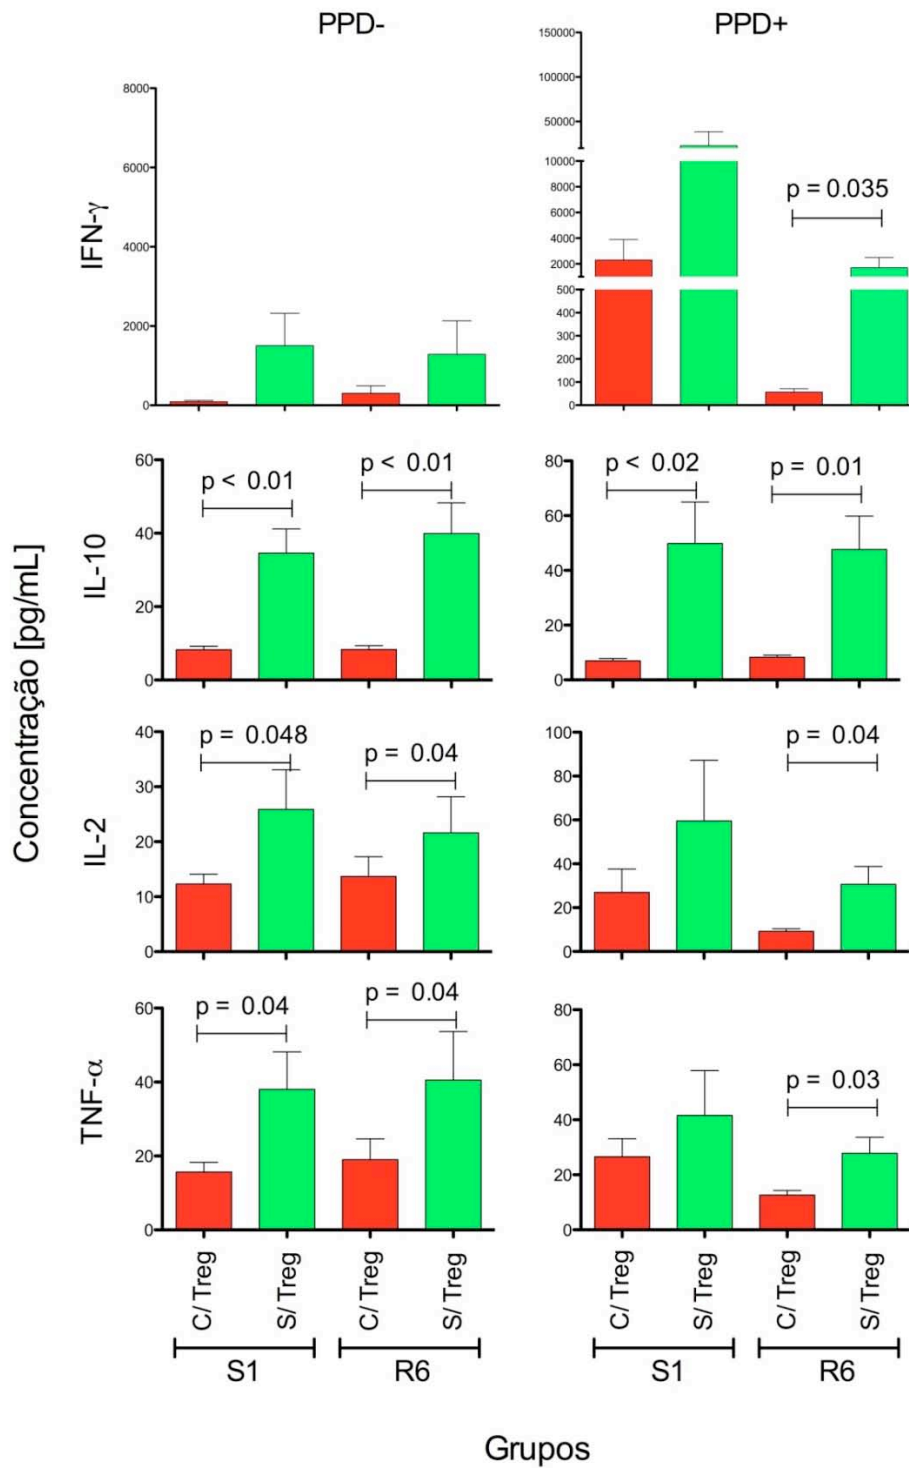 PPD-
PPD+
Concentração [pg/mL]
IFN-γ
8000
6000
4000
2000
0
150000
100000
50000
10000
8000
6000
4000
2000
500
400
300
200
100
0
p = 0.035
IL-10
60
40
20
0
p < 0.01
p < 0.01
80
60
40
20
0
p < 0.02
p = 0.01
IL-2
40
30
20
10
0
p = 0.048
p = 0.04
100
80
60
40
20
0
p = 0.04
TNF-α
60
40
20
0
p = 0.04
p = 0.04
80
60
40
20
0
p = 0.03
C/ Treg
S/ Treg
C/ Treg
S/ Treg
C/ Treg
S/ Treg
C/ Treg
S/ Treg
S1
R6
S1
R6
Grupos